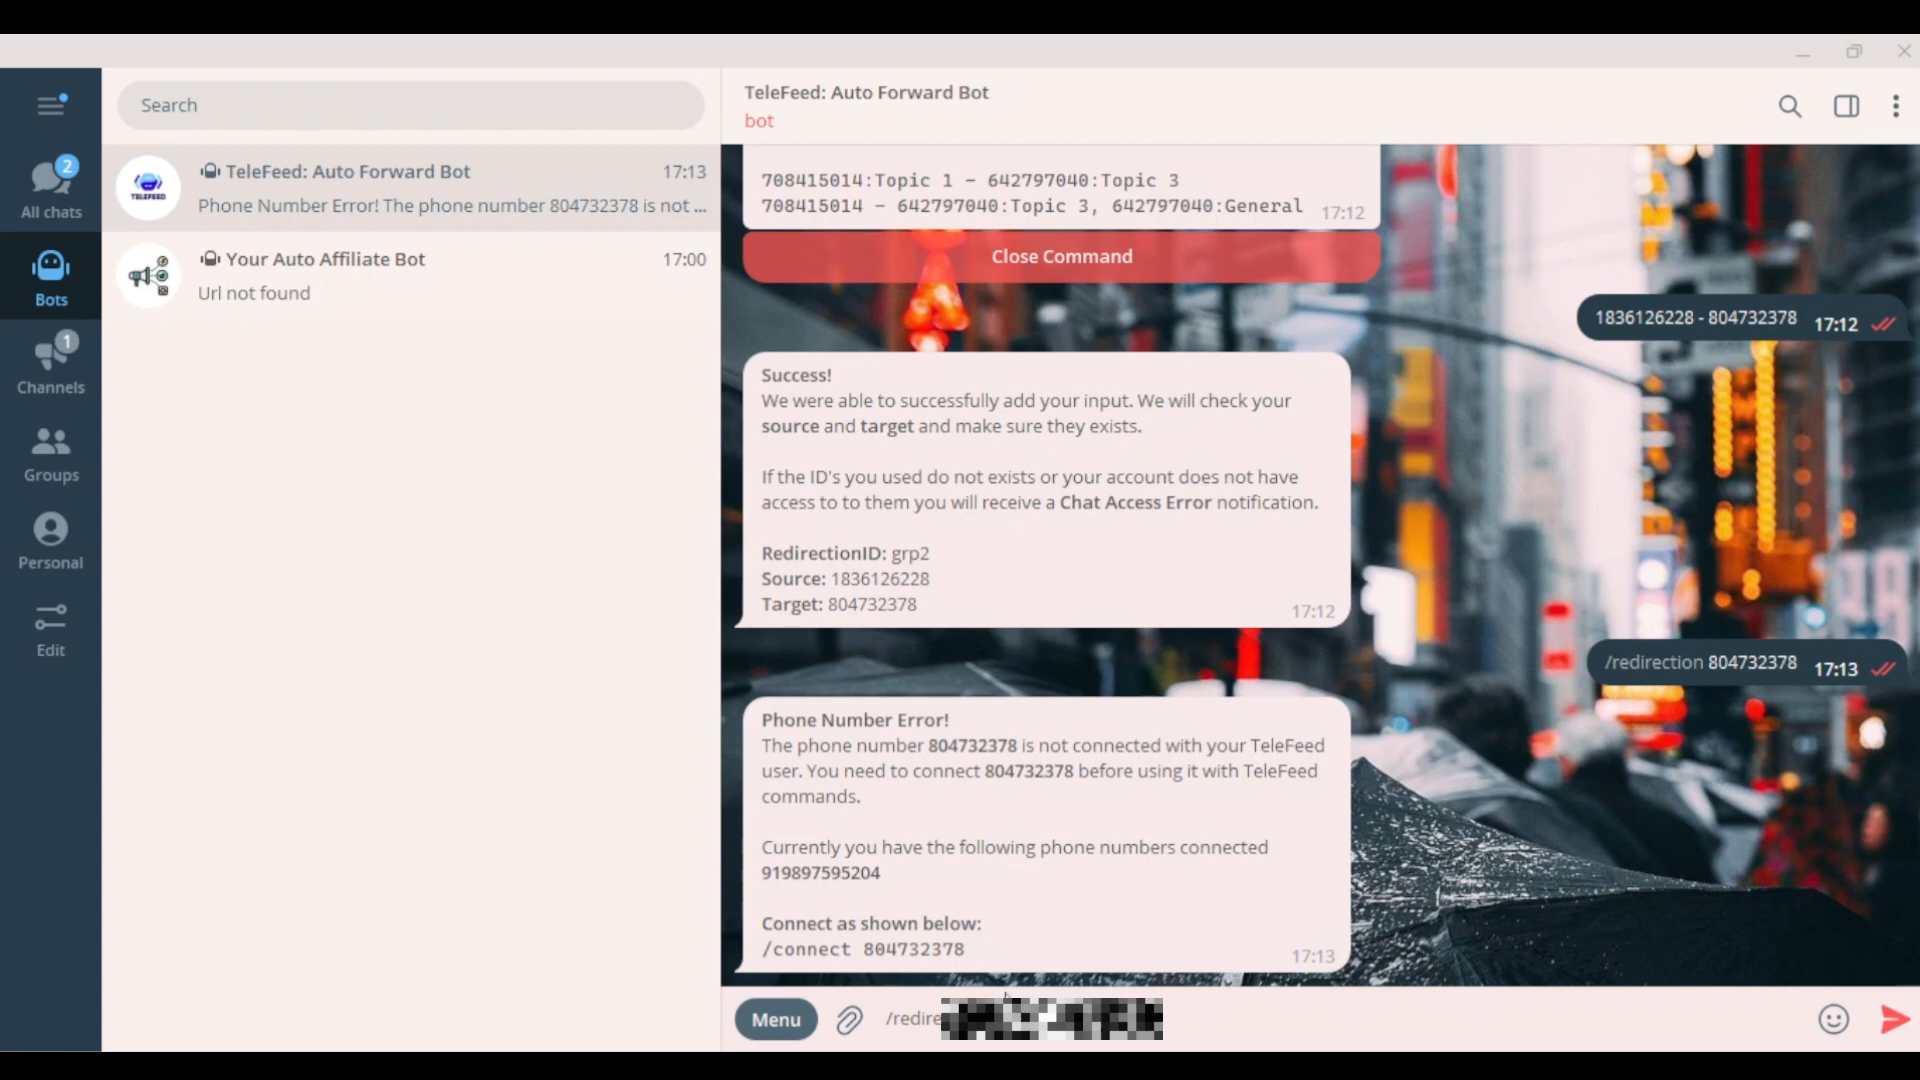 Search
TeleFeed: Auto Forward Bot
bot
2
All chats
Bots
1
Channels
Groups
Personal
Edit
TELEFEED
TeleFeed: Auto Forward Bot 17:13
Phone Number Error! The phone number 804732378 is not ...
Your Auto Affiliate Bot 17:00
Url not found
708415014:Topic 1 – 642797040:Topic 3
708415014 – 642797040:Topic 3, 642797040:General 17:12
Close Command
1836126228 - 804732378 17:12
Success!
We were able to successfully add your input. We will check your
source and target and make sure they exists.
If the ID's you used do not exists or your account does not have
access to to them you will receive a Chat Access Error notification.
RedirectionID: grp2
Source: 1836126228
Target: 804732378
17:12
/redirection 804732378 17:13
Phone Number Error!
The phone number 804732378 is not connected with your TeleFeed
user. You need to connect 804732378 before using it with TeleFeed
commands.
Currently you have the following phone numbers connected
919897595204
Connect as shown below:
/connect 804732378
17:13
Menu
/redire